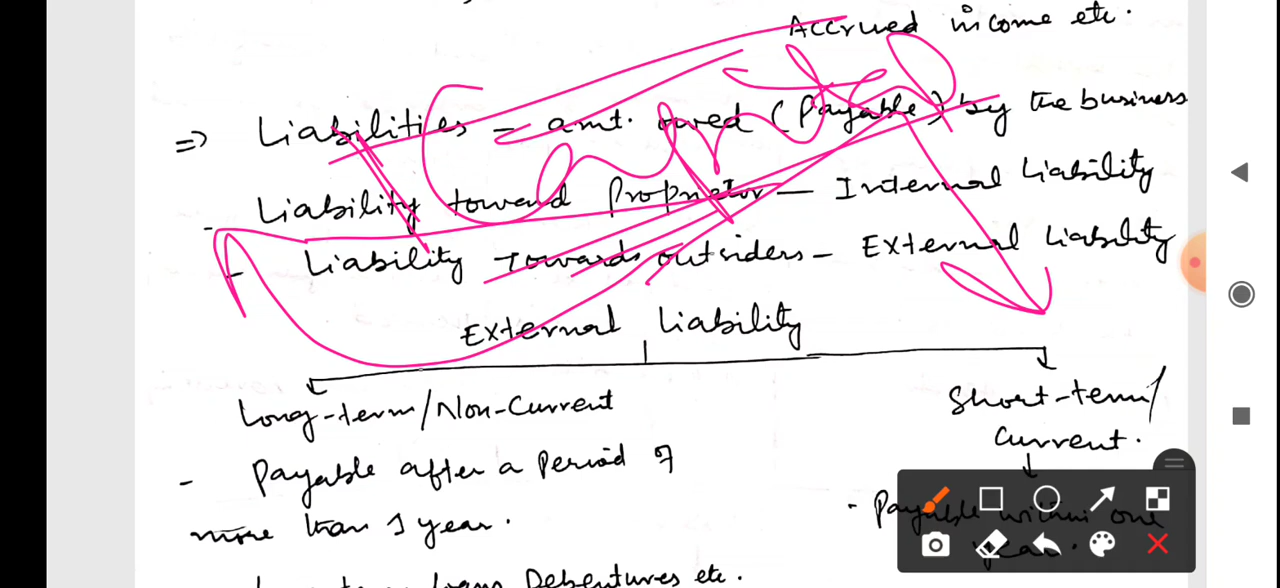 Accrued income etc.
=> Liabilities - amt. owed (Payable) by the business
- Liability toward Proprietor - Internal Liability
- Liability Towards outsiders - External Liability
External Liability
Long-term/Non-Current
Short-term/
Current.
- Payable after a Period of
more than 1 year.
- Payable within one
year.
loans Debentures etc.